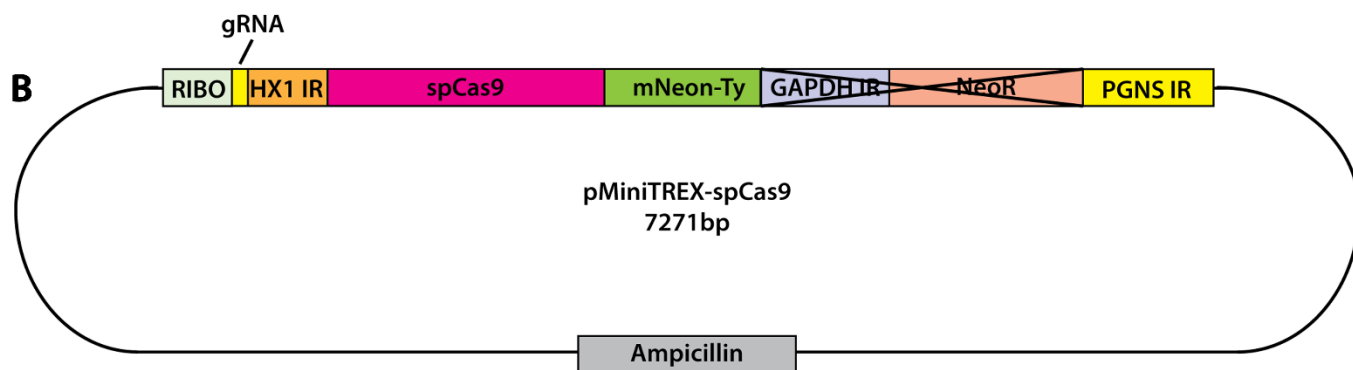 gRNA
B
RIBO
HX1 IR
spCas9
mNeon-Ty
GAPDH IR
NeoR
PGNS IR
pMiniTREX-spCas9
7271bp
Ampicillin